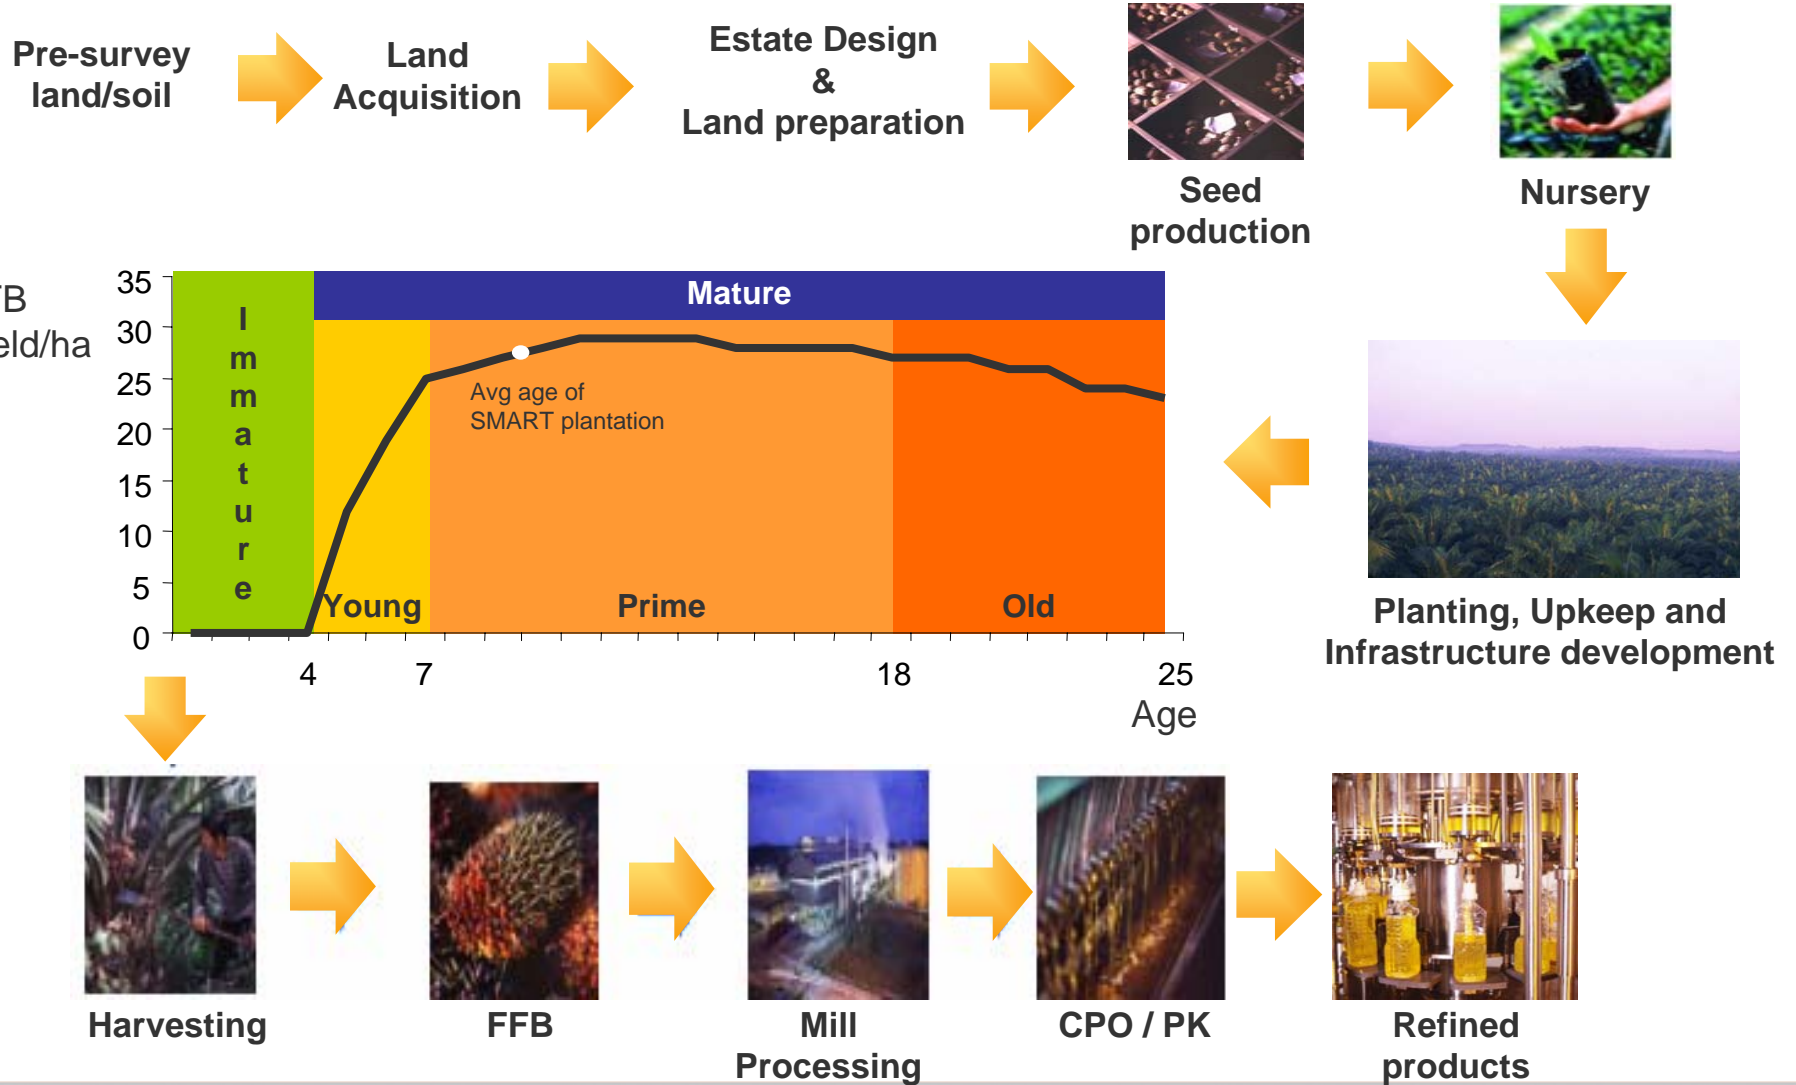 Pre-survey
land/soil
Land
Acquisition
Estate Design
&
Land preparation
Seed
production
Nursery
eld/ha
35
30
25
20
15
10
5
0
Immature
Mature
Avg age of
SMART plantation
Young
Prime
Old
4
7
18
25
Age
Planting, Upkeep and
Infrastructure development
Harvesting
FFB
Mill
Processing
CPO / PK
Refined
products